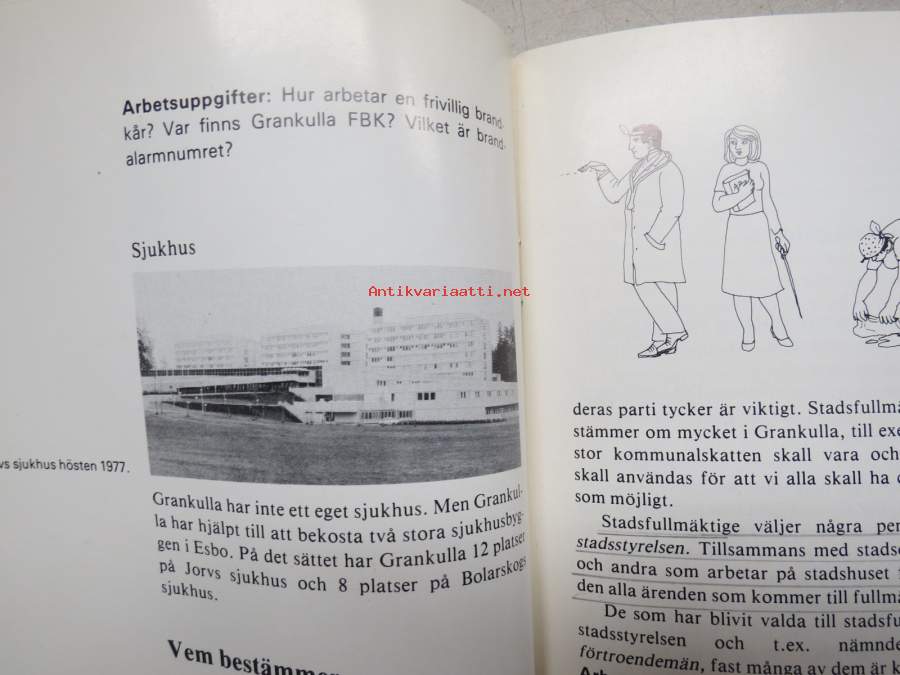 Arbetsuppgifter: Hur arbetar en frivillig brand-
kår? Var finns Grankulla FBK? Vilket är brand-
alarmnumret?
Sjukhus
Antikvariaatti.net
vs sjukhus hösten 1977.
Grankulla har inte ett eget sjukhus. Men Grankul-
la har hjälpt till att bekosta två stora sjukhusbyg-
gen i Esbo. På det sättet har Grankulla 12 platser
på Jorvs sjukhus och 8 platser på Bolarskogs
sjukhus.
Vem bestämmer
deras parti tycker är viktigt. Stadsfullm
stämmer om mycket i Grankulla, till exe
stor kommunalskatten skall vara och
skall användas för att vi alla skall ha
som möjligt.
Stadsfullmäktige väljer några per
stadsstyrelsen. Tillsammans med stads
och andra som arbetar på stadshuset f
den alla ärenden som kommer till fullmä
De som har blivit valda till stadsfu
stadsstyrelsen och t.ex. nämnde
förtroendemän, fast många av dem är k